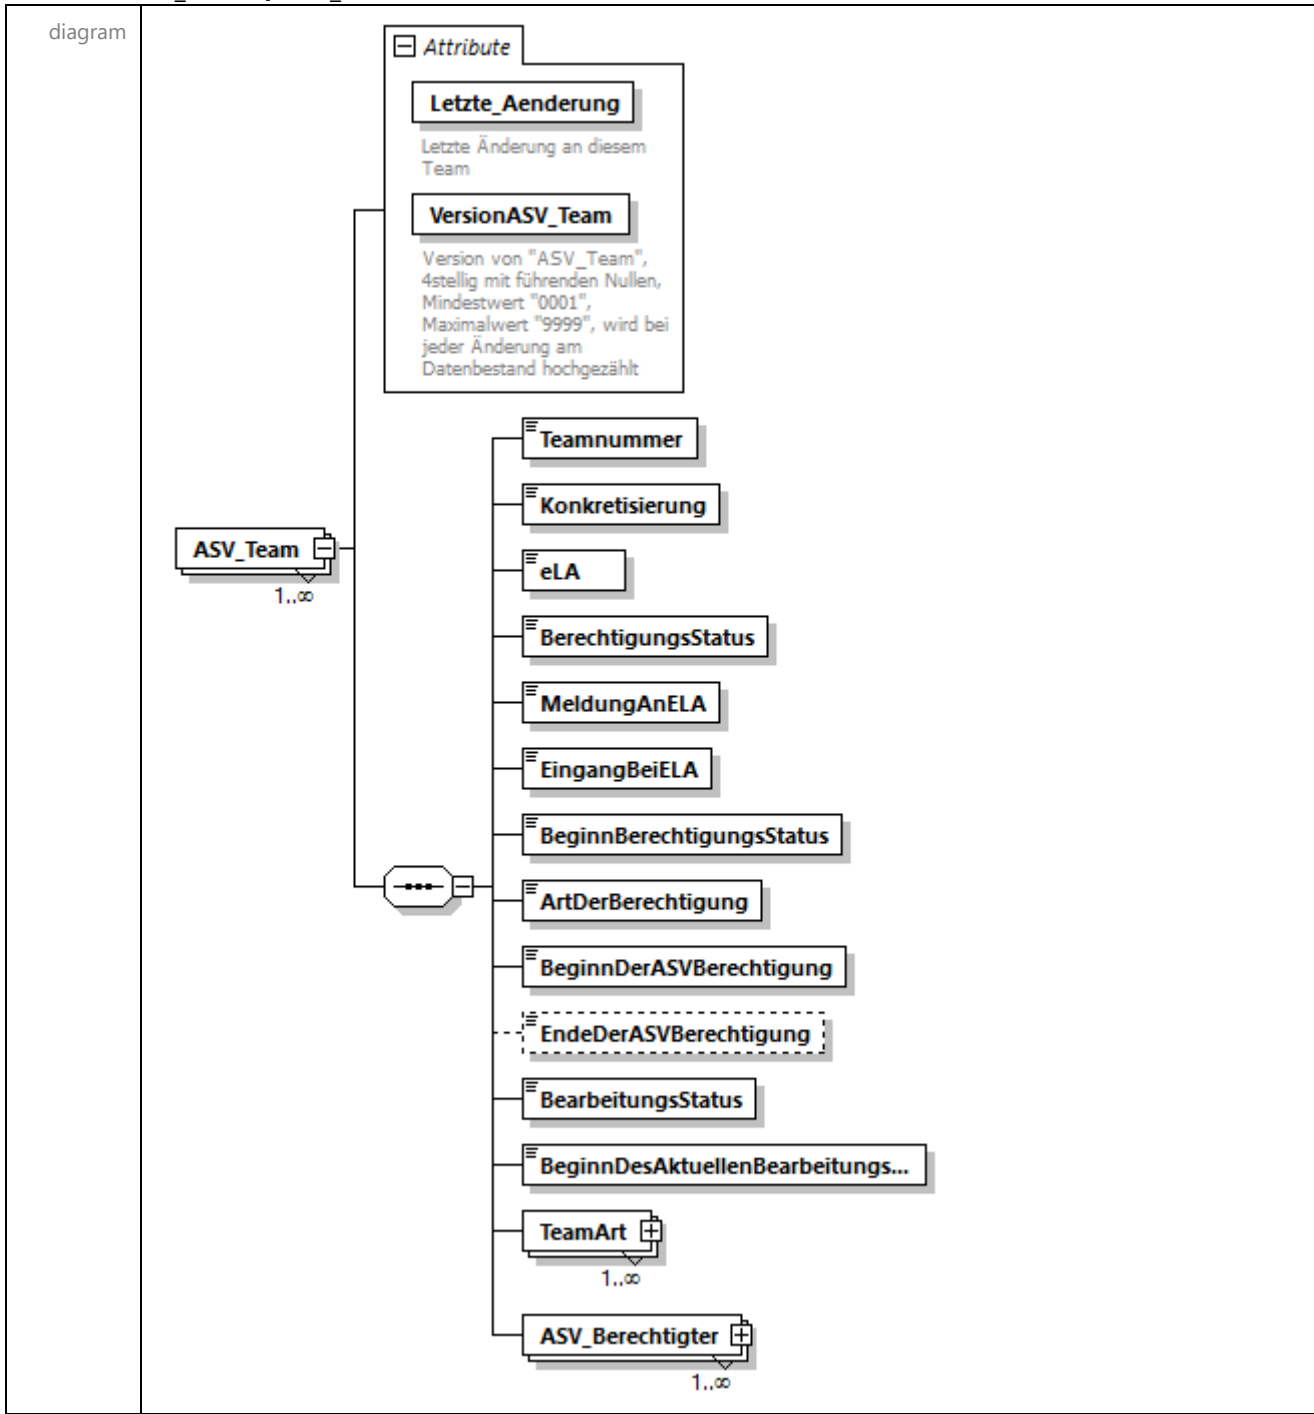 diagram
Attribute
Letzte_Aenderung
Letzte Änderung an diesem
Team
VersionASV_Team
Version von "ASV_Team",
4stellig mit führenden Nullen,
Mindestwert "0001",
Maximalwert "9999", wird bei
jeder Änderung am
Datenbestand hochgezählt
ASV_Team
1..∞
Teamnummer
Konkretisierung
eLA
BerechtigungsStatus
MeldungAnELA
EingangBeiELA
BeginnBerechtigungsStatus
ArtDerBerechtigung
BeginnDerASVBerechtigung
EndeDerASVBerechtigung
BearbeitungsStatus
BeginnDesAktuellenBearbeitungs...
TeamArt
1..∞
ASV_Berechtigter
1..∞